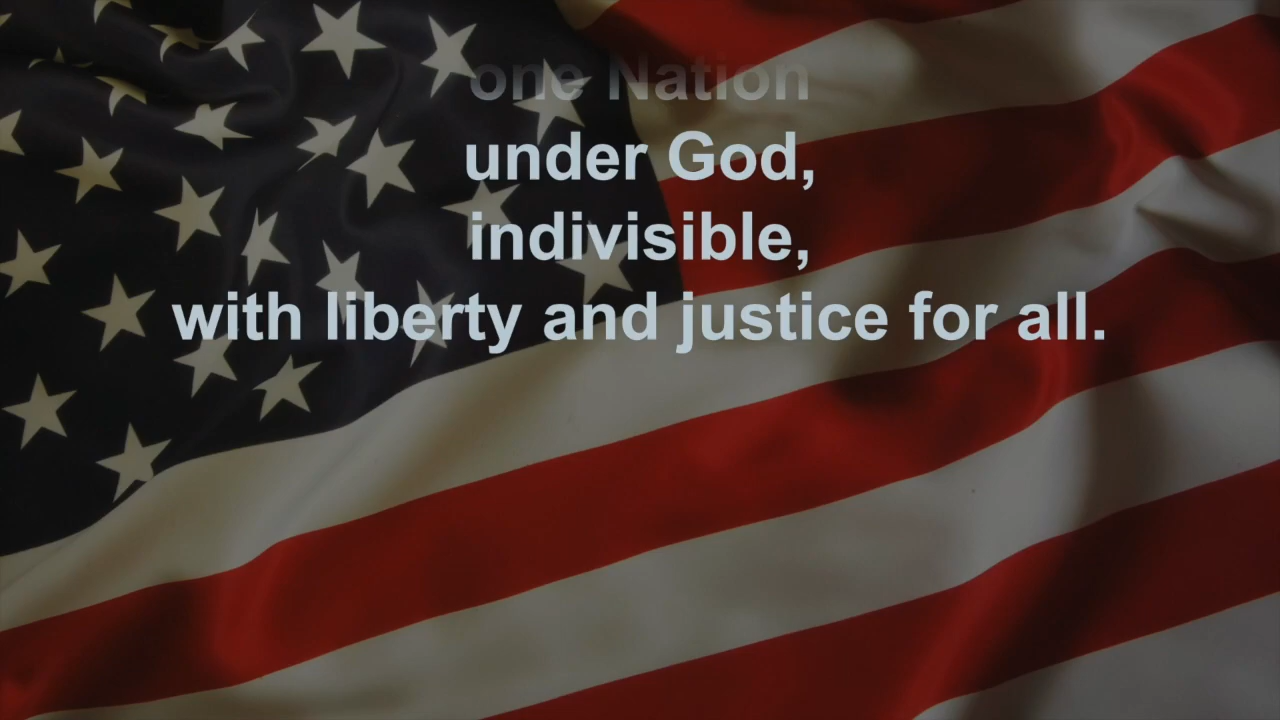 one Nation
under God,
indivisible,
with liberty and justice for all.